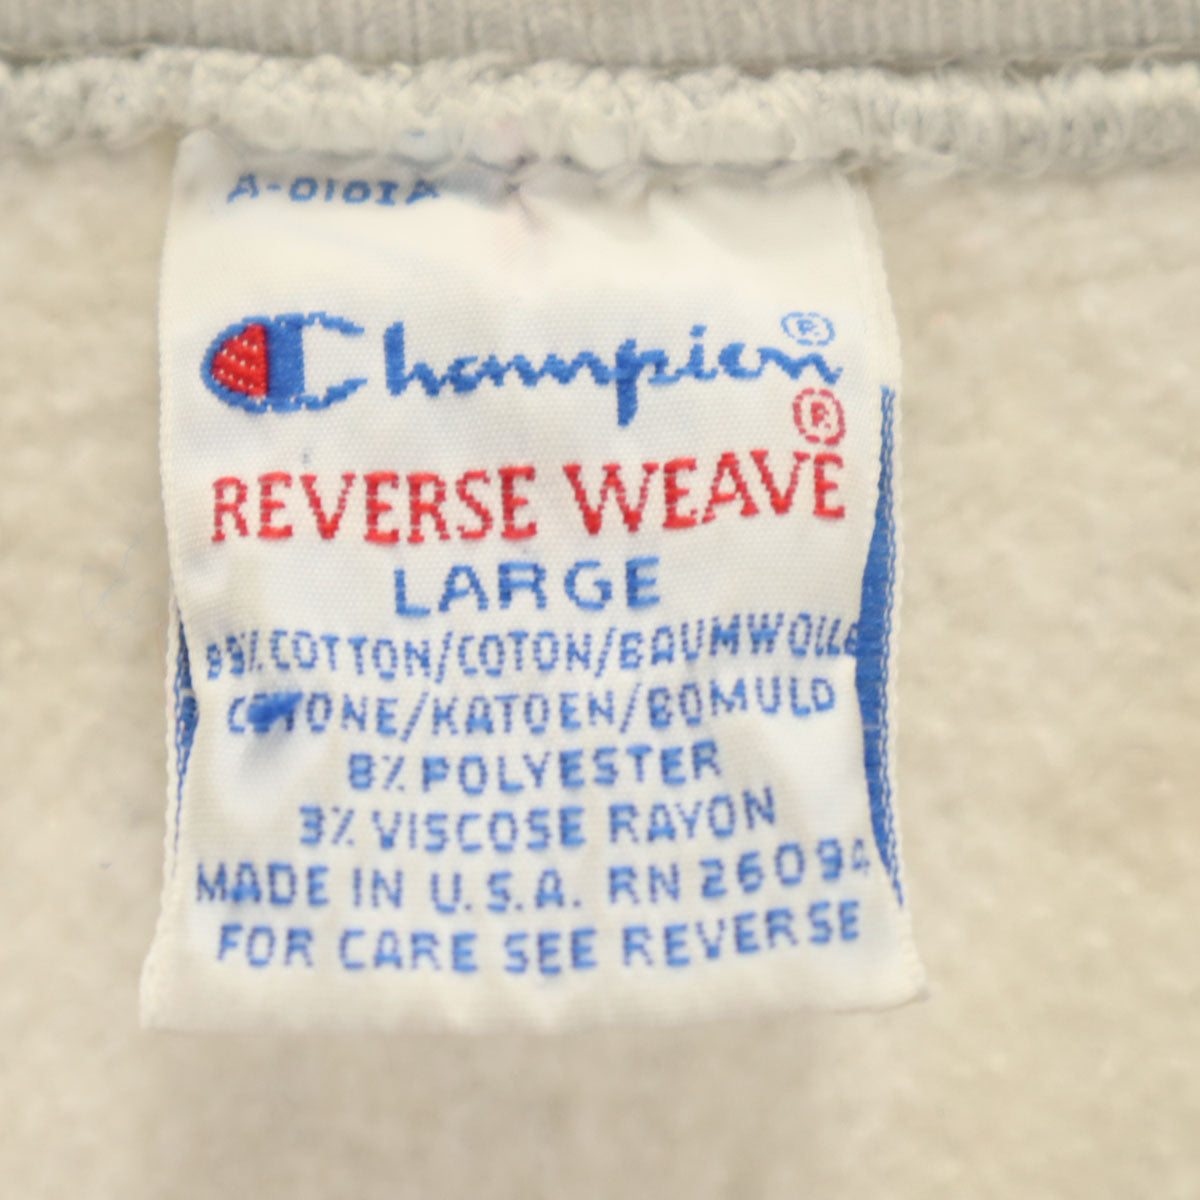 A-0101A
Champion®
®
REVERSE WEAVE
LARGE
89% COTTON/COTON/BAUMWOLLE
COTONE/KATOEN/BOMULD
8% POLYESTER
3% VISCOSE RAYON
MADE IN U.S.A. RN 26094
FOR CARE SEE REVERSE